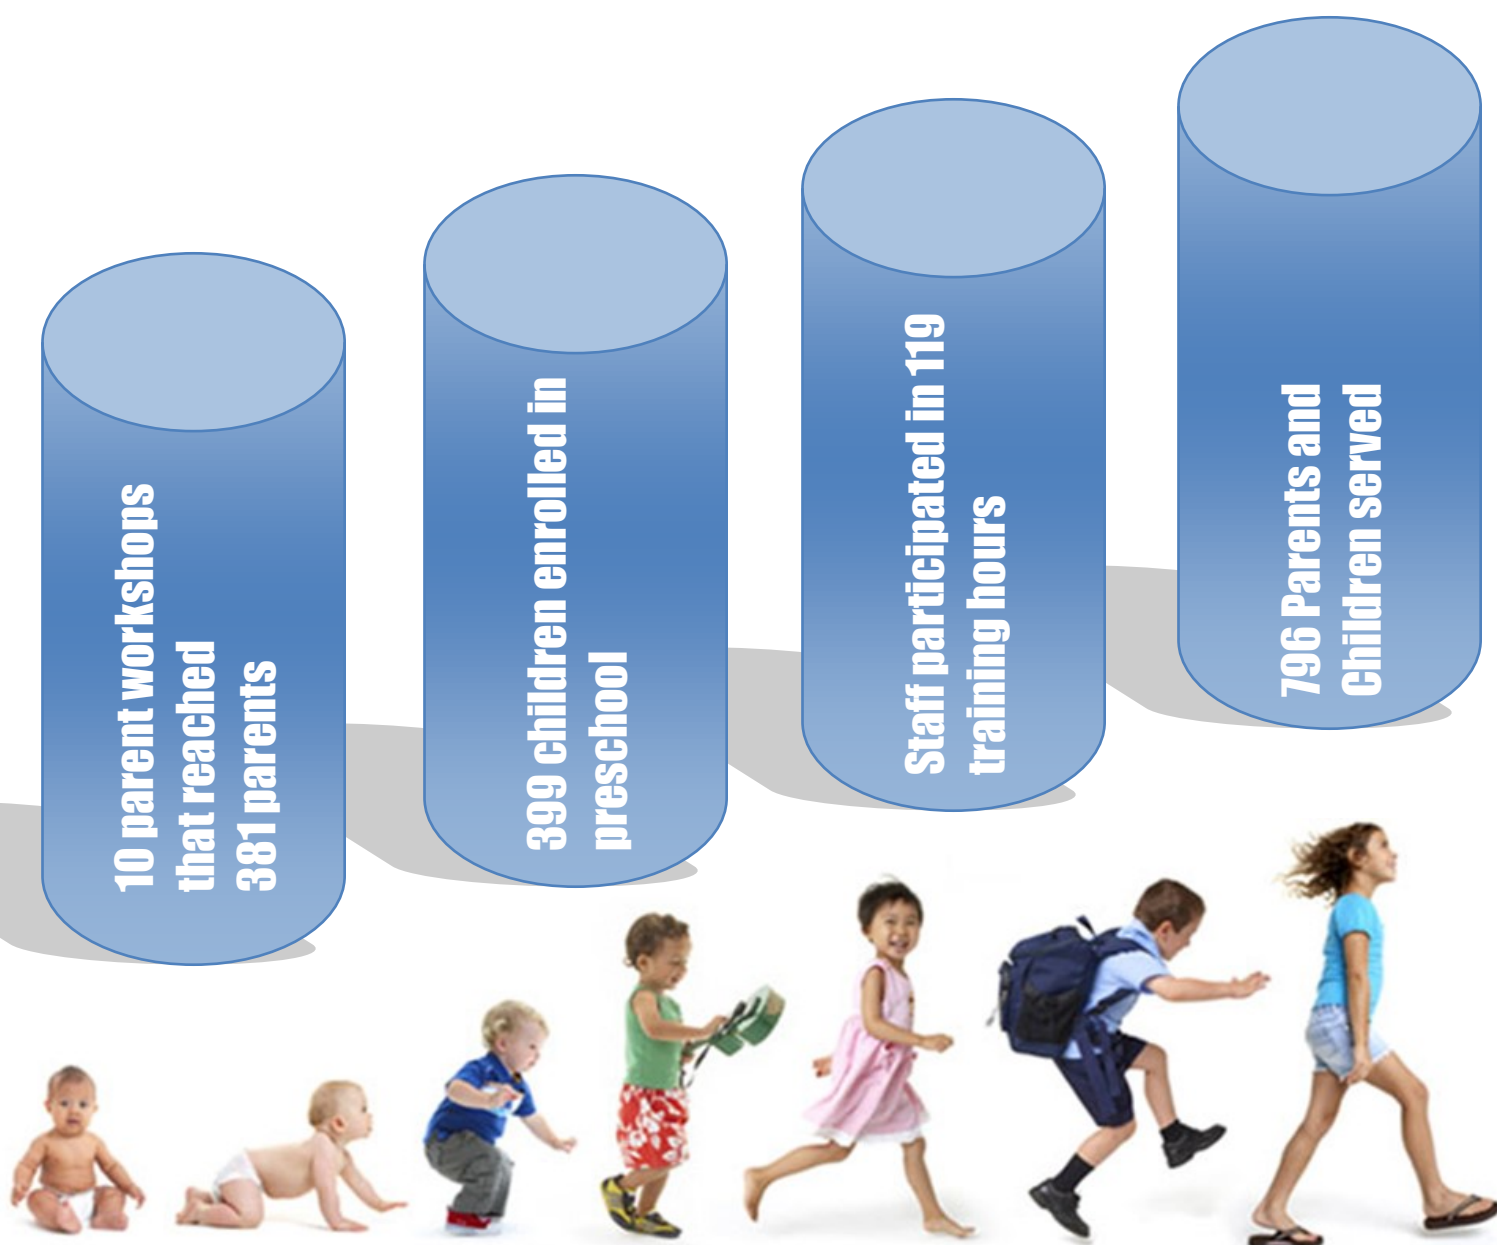 10 parent workshops
that reached
381 parents
399 children enrolled in
preschool
Staff participated in 119
training hours
796 Parents and
Children served